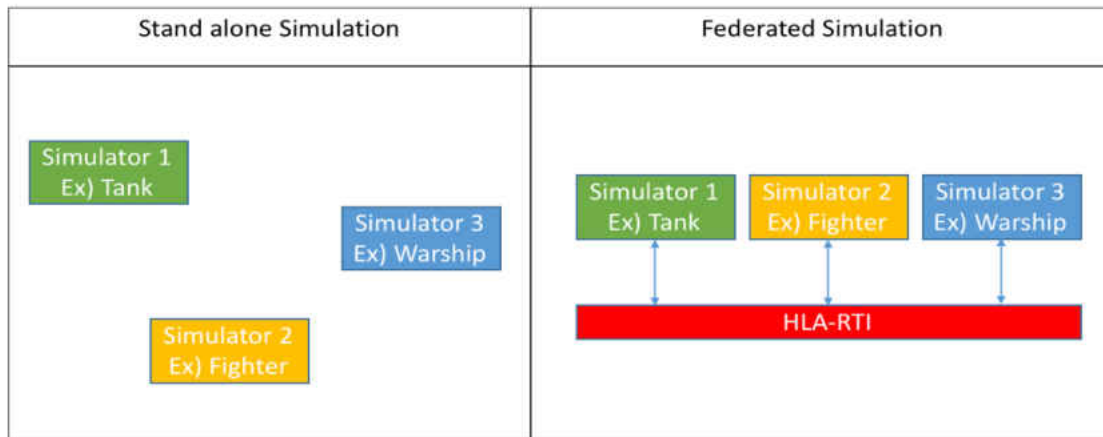 Stand alone Simulation
Federated Simulation
Simulator 1
Ex) Tank
Simulator 3
Ex) Warship
Simulator 2
Ex) Fighter
Simulator 1
Ex) Tank
Simulator 2
Ex) Fighter
Simulator 3
Ex) Warship
HLA-RTI